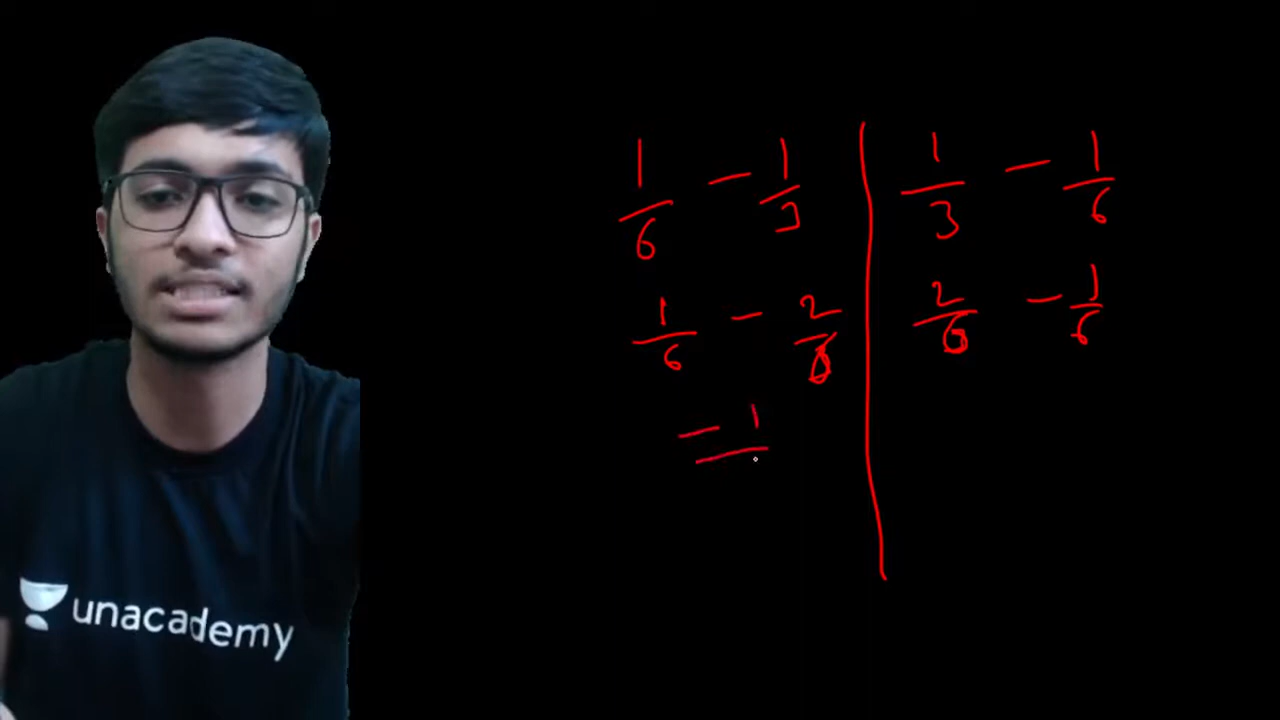 1/6 - 1/3
1/6 - 2/6
- 1
1/3 - 1/6
2/6 - 1/6
unacademy